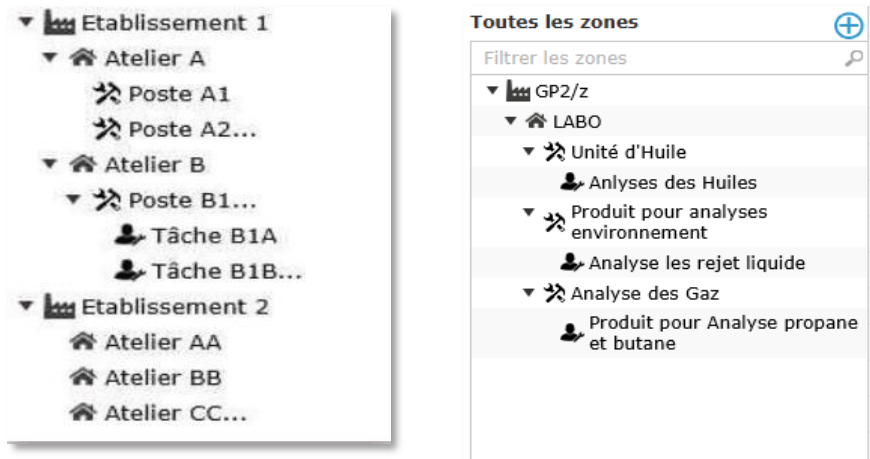 Etablissement 1
Atelier A
Poste A1
Poste A2...
Atelier B
Poste B1...
Tâche B1A
Tâche B1B...
Etablissement 2
Atelier AA
Atelier BB
Atelier CC...
Toutes les zones
Filtrer les zones
GP2/z
LABO
Unité d'Huile
Anlyses des Huiles
Produit pour analyses
environnement
Analyse les rejet liquide
Analyse des Gaz
Produit pour Analyse propane
et butane